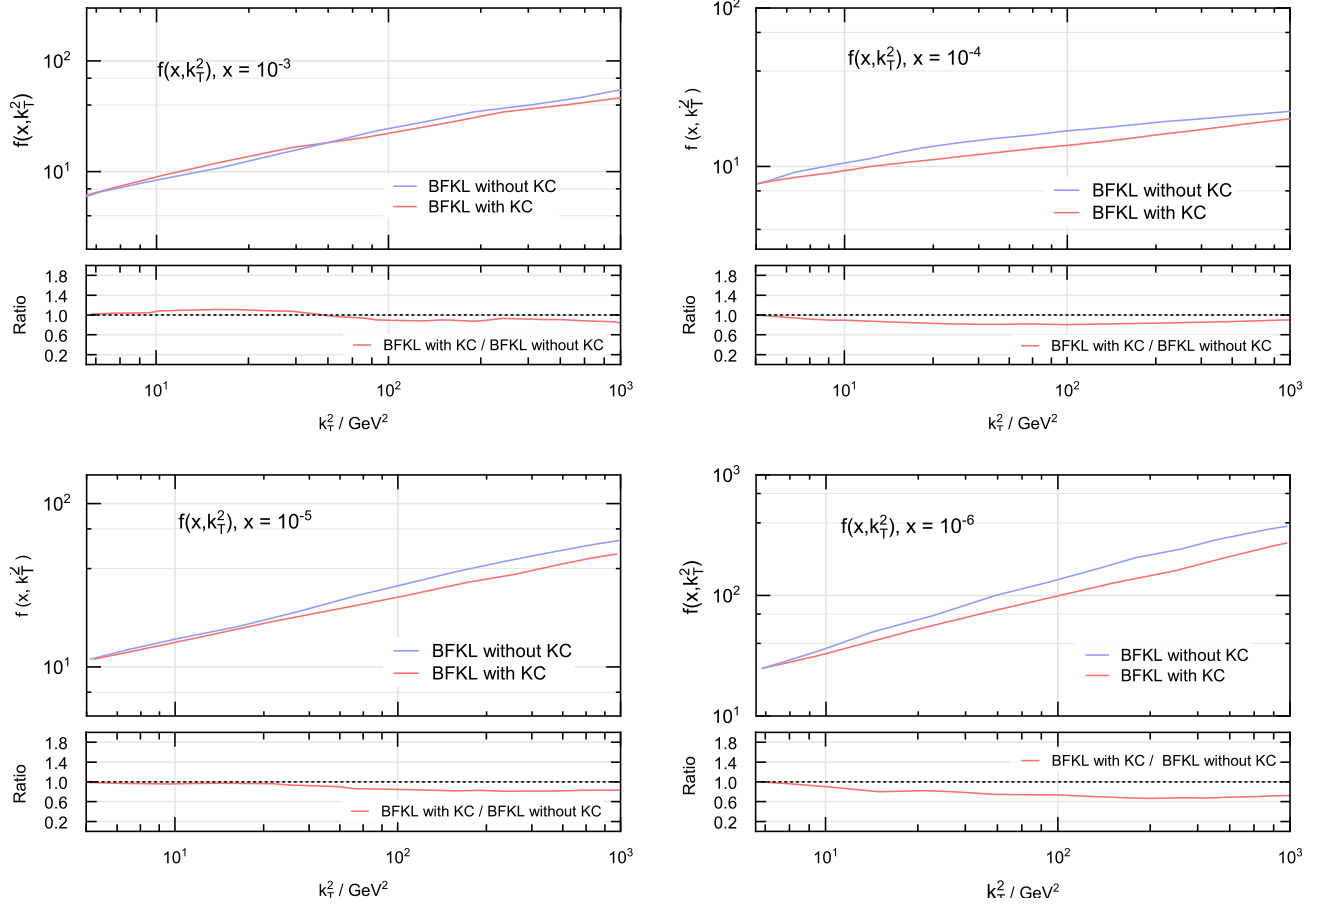 f(x,k_T^2), x = 10^-3
10^2
10^1
f(x,k_T^2)
BFKL without KC
BFKL with KC
1.8
1.4
1.0
0.6
0.2
Ratio
BFKL with KC / BFKL without KC
10^1 10^2 10^3
k_T^2 / GeV^2
f(x,k_T^2), x = 10^-4
10^2
10^1
f (x, k_T^2 )
BFKL without KC
BFKL with KC
1.8
1.4
1.0
0.6
0.2
Ratio
BFKL with KC / BFKL without KC
10^1 10^2 10^3
k_T^2 / GeV^2
f(x,k_T^2), x = 10^-5
10^2
10^1
f (x, k_T^2 )
BFKL without KC
BFKL with KC
1.8
1.4
1.0
0.6
0.2
Ratio
BFKL with KC / BFKL without KC
10^1 10^2 10^3
k_T^2 / GeV^2
f(x,k_T^2), x = 10^-6
10^3
10^2
10^1
f(x,k_T^2)
BFKL without KC
BFKL with KC
1.8
1.4
1.0
0.6
0.2
Ratio
BFKL with KC / BFKL without KC
10^1 10^2 10^3
k_T^2 / GeV^2